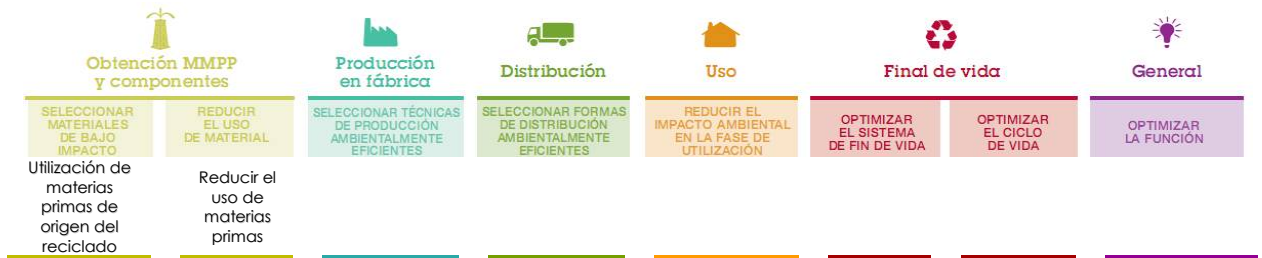 Obtención MMPP
y componentes
Producción
en fábrica
Distribución
Uso
Final de vida
General
SELECCIONAR
MATERIALES
DE BAJO
IMPACTO
REDUCIR
EL USO
DE MATERIAL
SELECCIONAR TÉCNICAS
DE PRODUCCIÓN
AMBIENTALMENTE
EFICIENTES
SELECCIONAR FORMAS
DE DISTRIBUCIÓN
AMBIENTALMENTE
EFICIENTES
REDUCIR EL
IMPACTO AMBIENTAL
EN LA FASE DE
UTILIZACIÓN
OPTIMIZAR
EL SISTEMA
DE FIN DE VIDA
OPTIMIZAR
EL CICLO
DE VIDA
OPTIMIZAR
LA FUNCIÓN
Utilización de
materias
primas de
origen del
reciclado
Reducir el
uso de
materias
primas